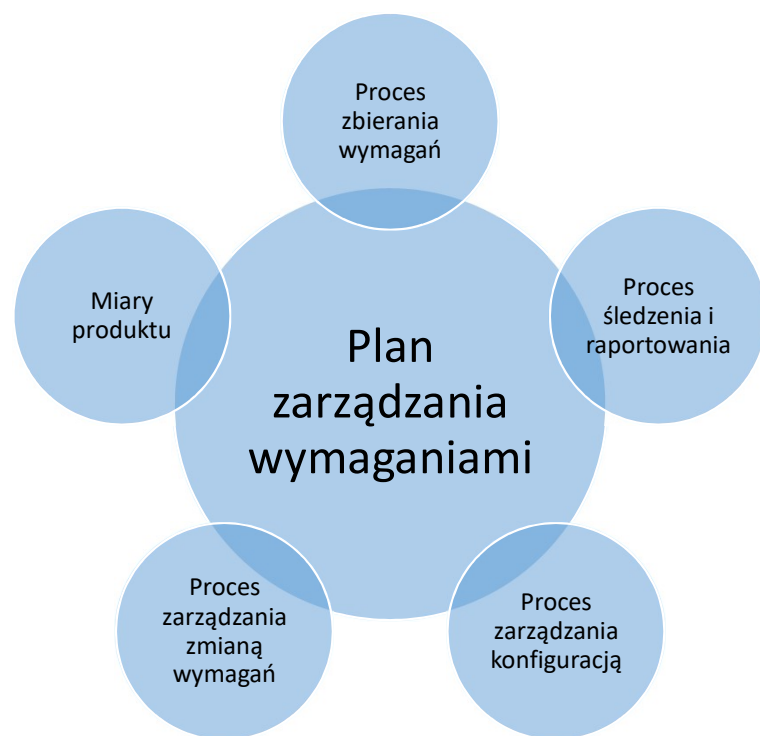 Proces
zbierania
wymagań
Proces
śledzenia i
raportowania
Proces
zarządzania
konfiguracją
Proces
zarządzania
zmianą
wymagań
Miary
produktu
Plan
zarządzania
wymaganiami